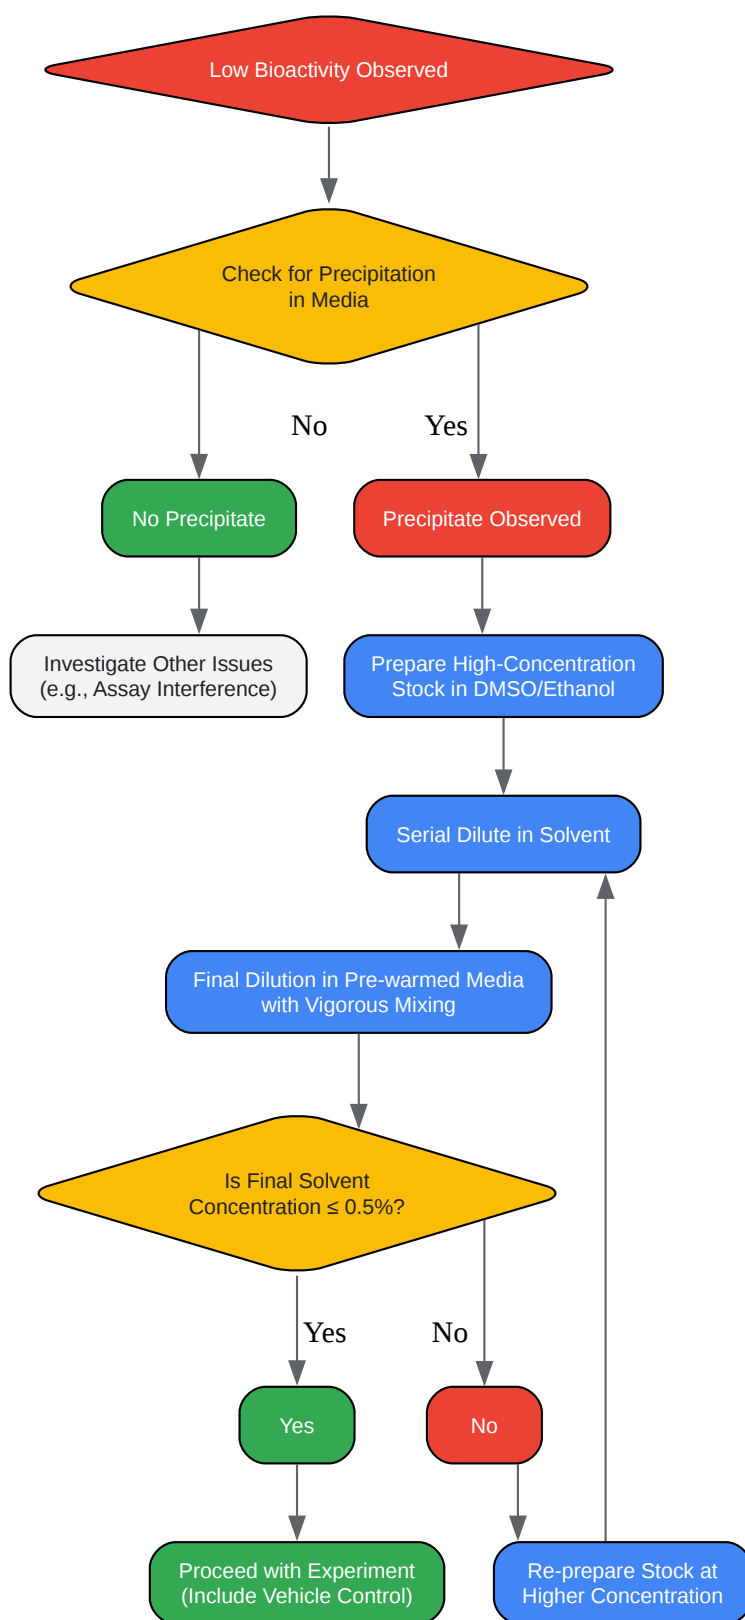 Low Bioactivity Observed
Check for Precipitation
in Media
No
Yes
No Precipitate
Precipitate Observed
Investigate Other Issues
(e.g., Assay Interference)
Prepare High-Concentration
Stock in DMSO/Ethanol
Serial Dilute in Solvent
Final Dilution in Pre-warmed Media
with Vigorous Mixing
Is Final Solvent
Concentration ≤ 0.5%?
Yes
No
Yes
No
Proceed with Experiment
(Include Vehicle Control)
Re-prepare Stock at
Higher Concentration